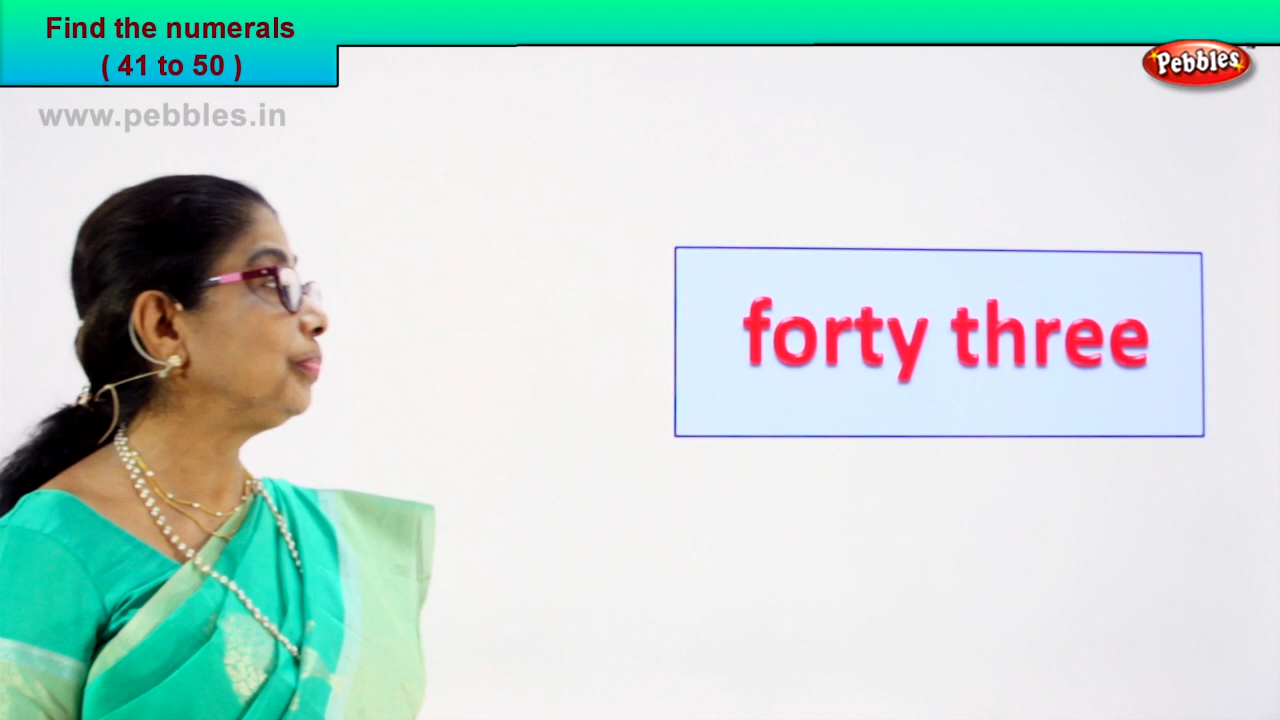 Find the numerals
( 41 to 50 )
Pebbles
www.pebbles.in
forty three